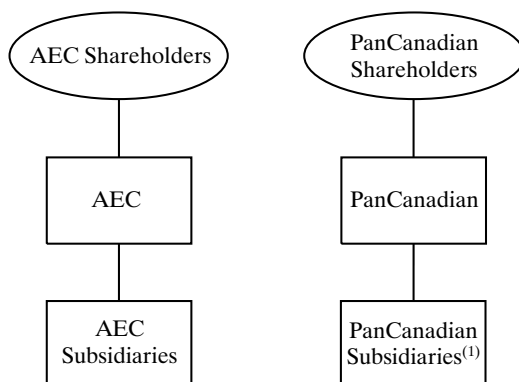 AEC Shareholders
PanCanadian
Shareholders
AEC
PanCanadian
AEC
Subsidiaries
PanCanadian
Subsidiaries(1)